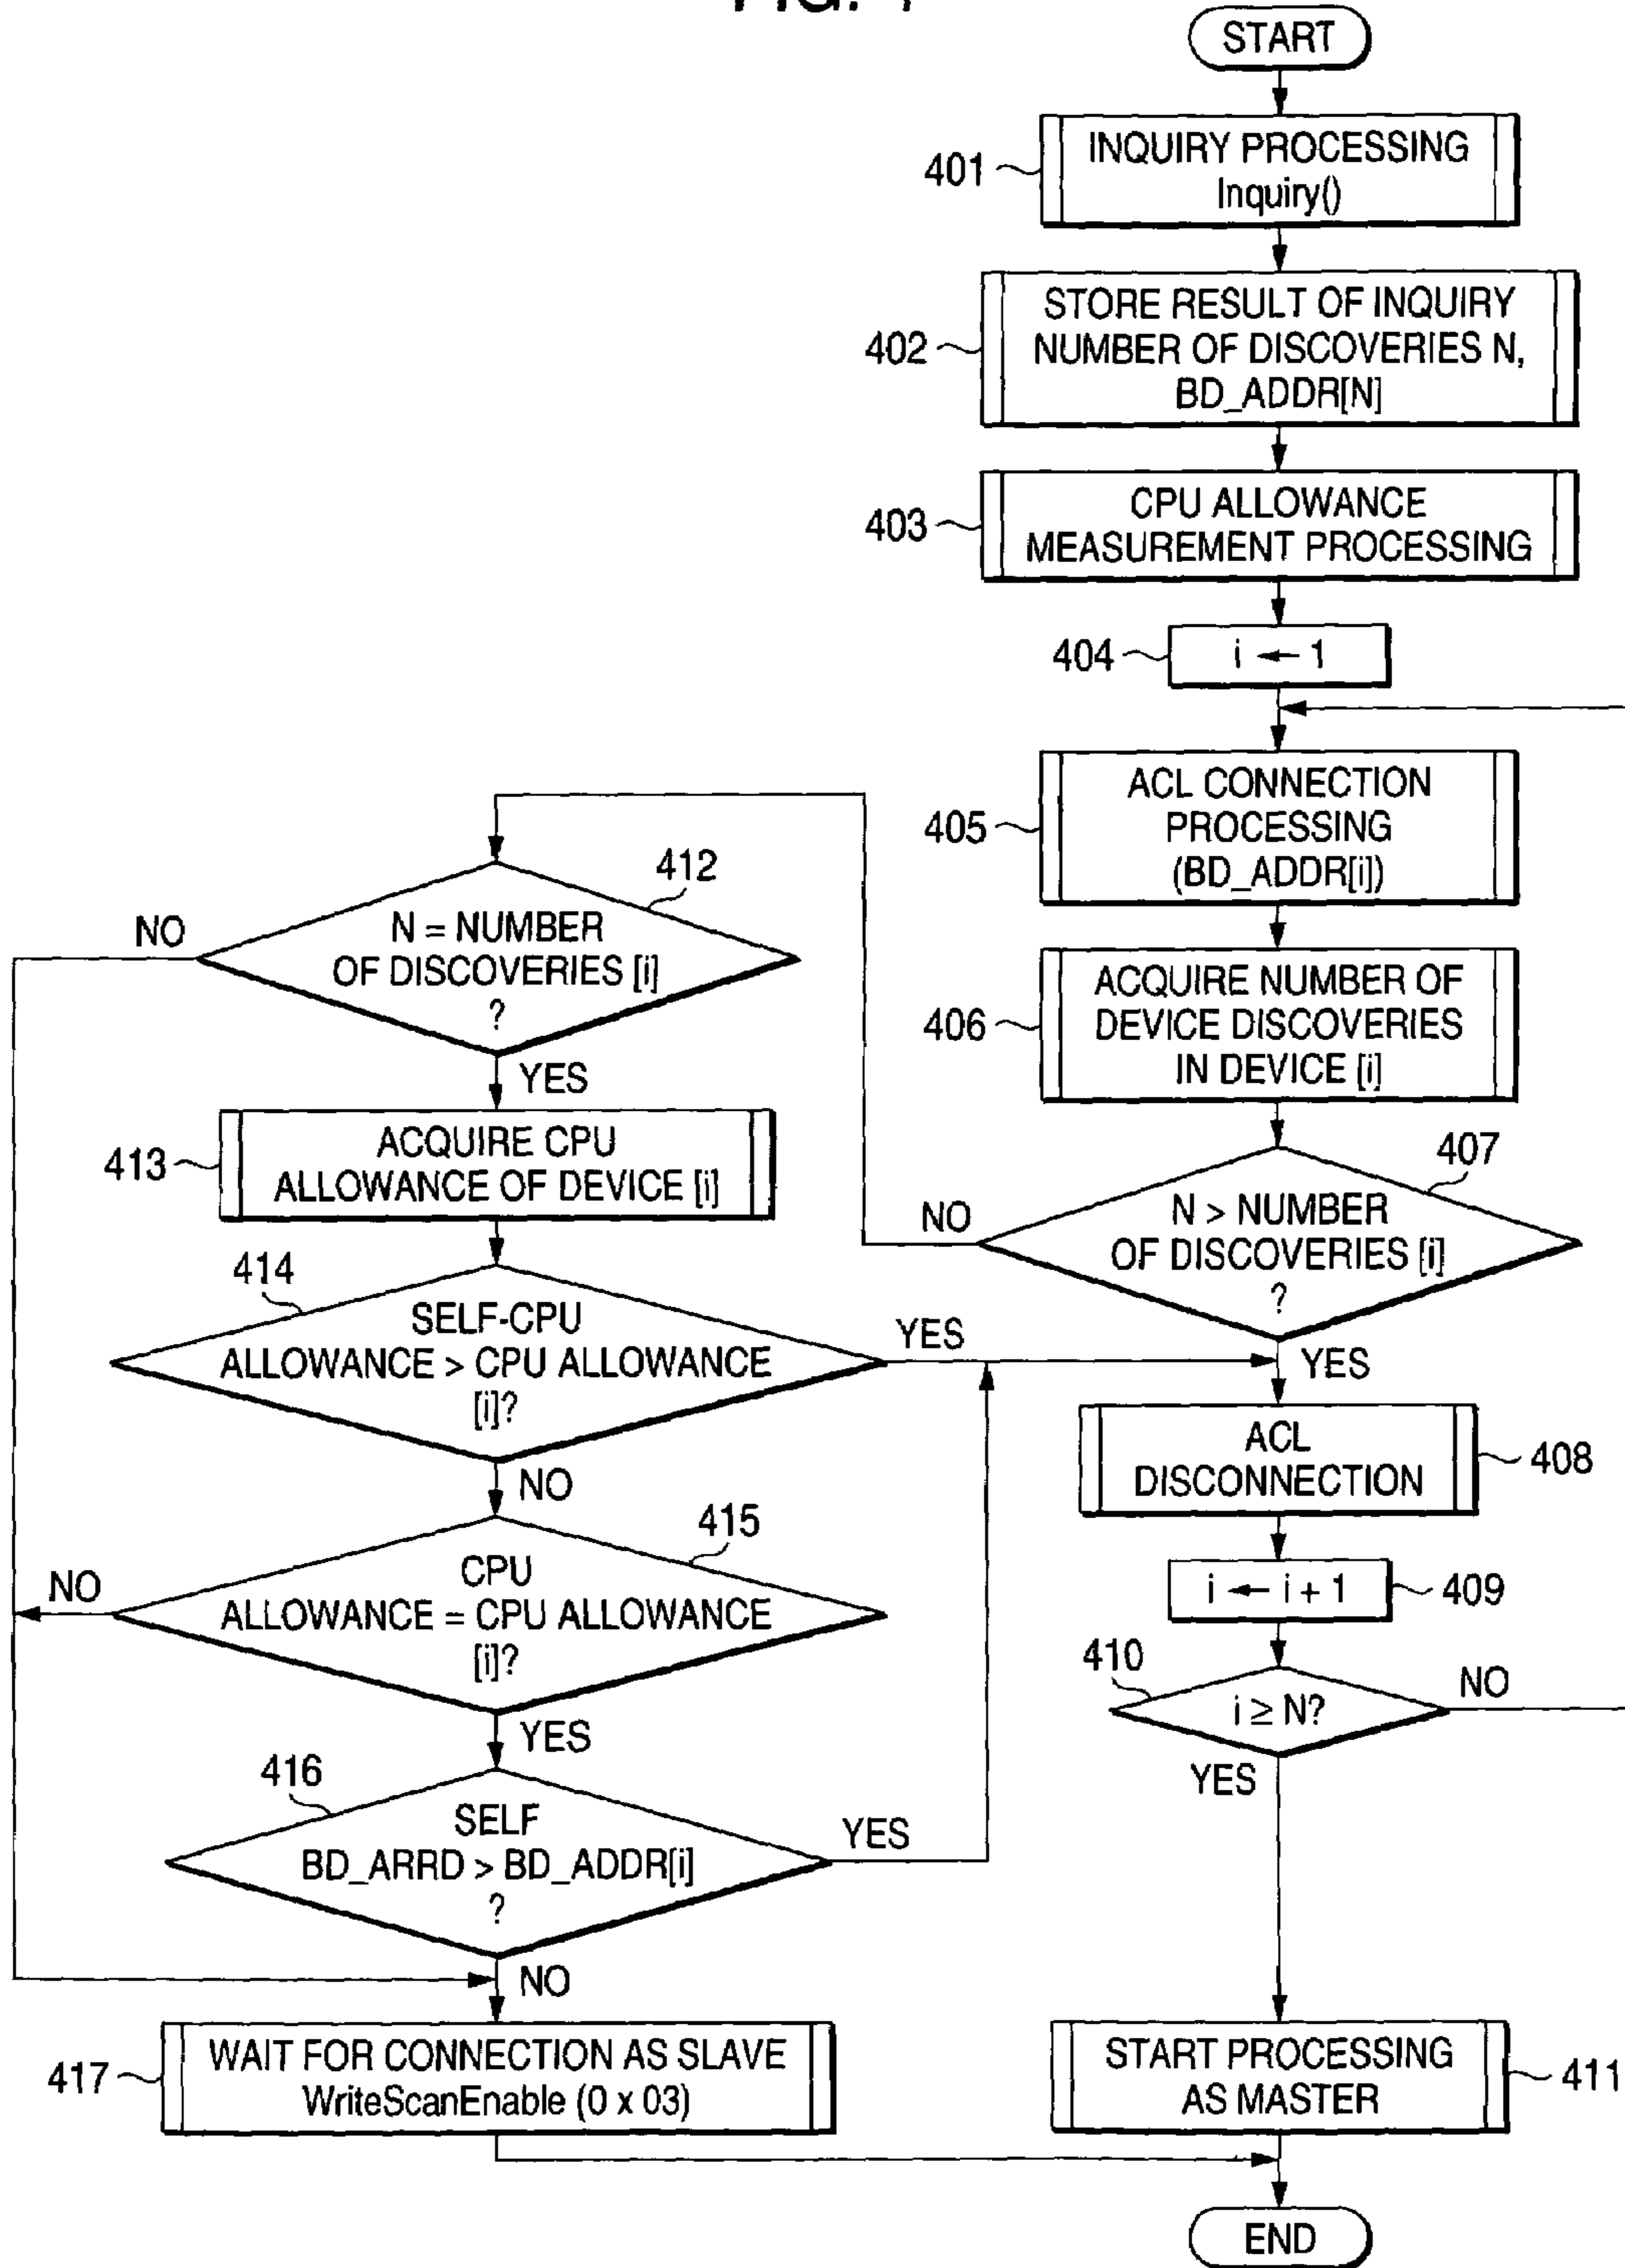 START
401
INQUIRY PROCESSING
Inquiry()
402
STORE RESULT OF INQUIRY
NUMBER OF DISCOVERIES N,
BD_ADDR[N]
403
CPU ALLOWANCE
MEASUREMENT PROCESSING
404
i ← 1
405
ACL CONNECTION
PROCESSING
(BD_ADDR[i])
406
ACQUIRE NUMBER OF
DEVICE DISCOVERIES
IN DEVICE [i]
407
N > NUMBER
OF DISCOVERIES [i]
?
NO
YES
ACL
DISCONNECTION
408
i ← i + 1
409
410
i ≥ N?
NO
YES
START PROCESSING
AS MASTER
411
412
N = NUMBER
OF DISCOVERIES [i]
?
NO
YES
413
ACQUIRE CPU
ALLOWANCE OF DEVICE [i]
414
SELF-CPU
ALLOWANCE > CPU ALLOWANCE
[i]?
YES
NO
415
CPU
ALLOWANCE = CPU ALLOWANCE
[i]?
NO
YES
416
SELF
BD_ARRD > BD_ADDR[i]
?
YES
NO
417
WAIT FOR CONNECTION AS SLAVE
WriteScanEnable (0 x 03)
END